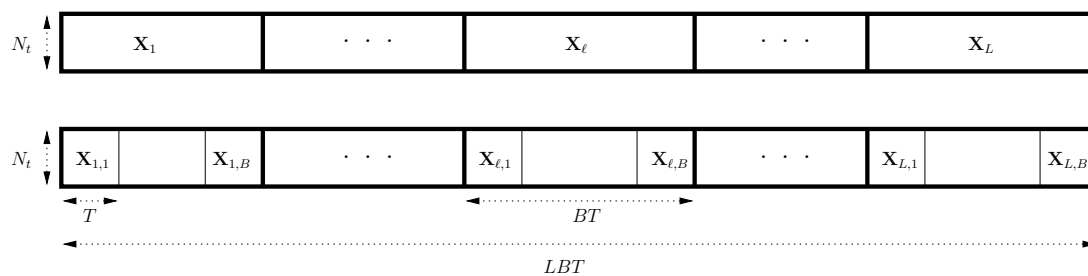 N_t X_1 · · · X_ℓ · · · X_L
N_t X_{1,1} X_{1,B} · · · X_{ℓ,1} X_{ℓ,B} · · · X_{L,1} X_{L,B}
T BT
LBT